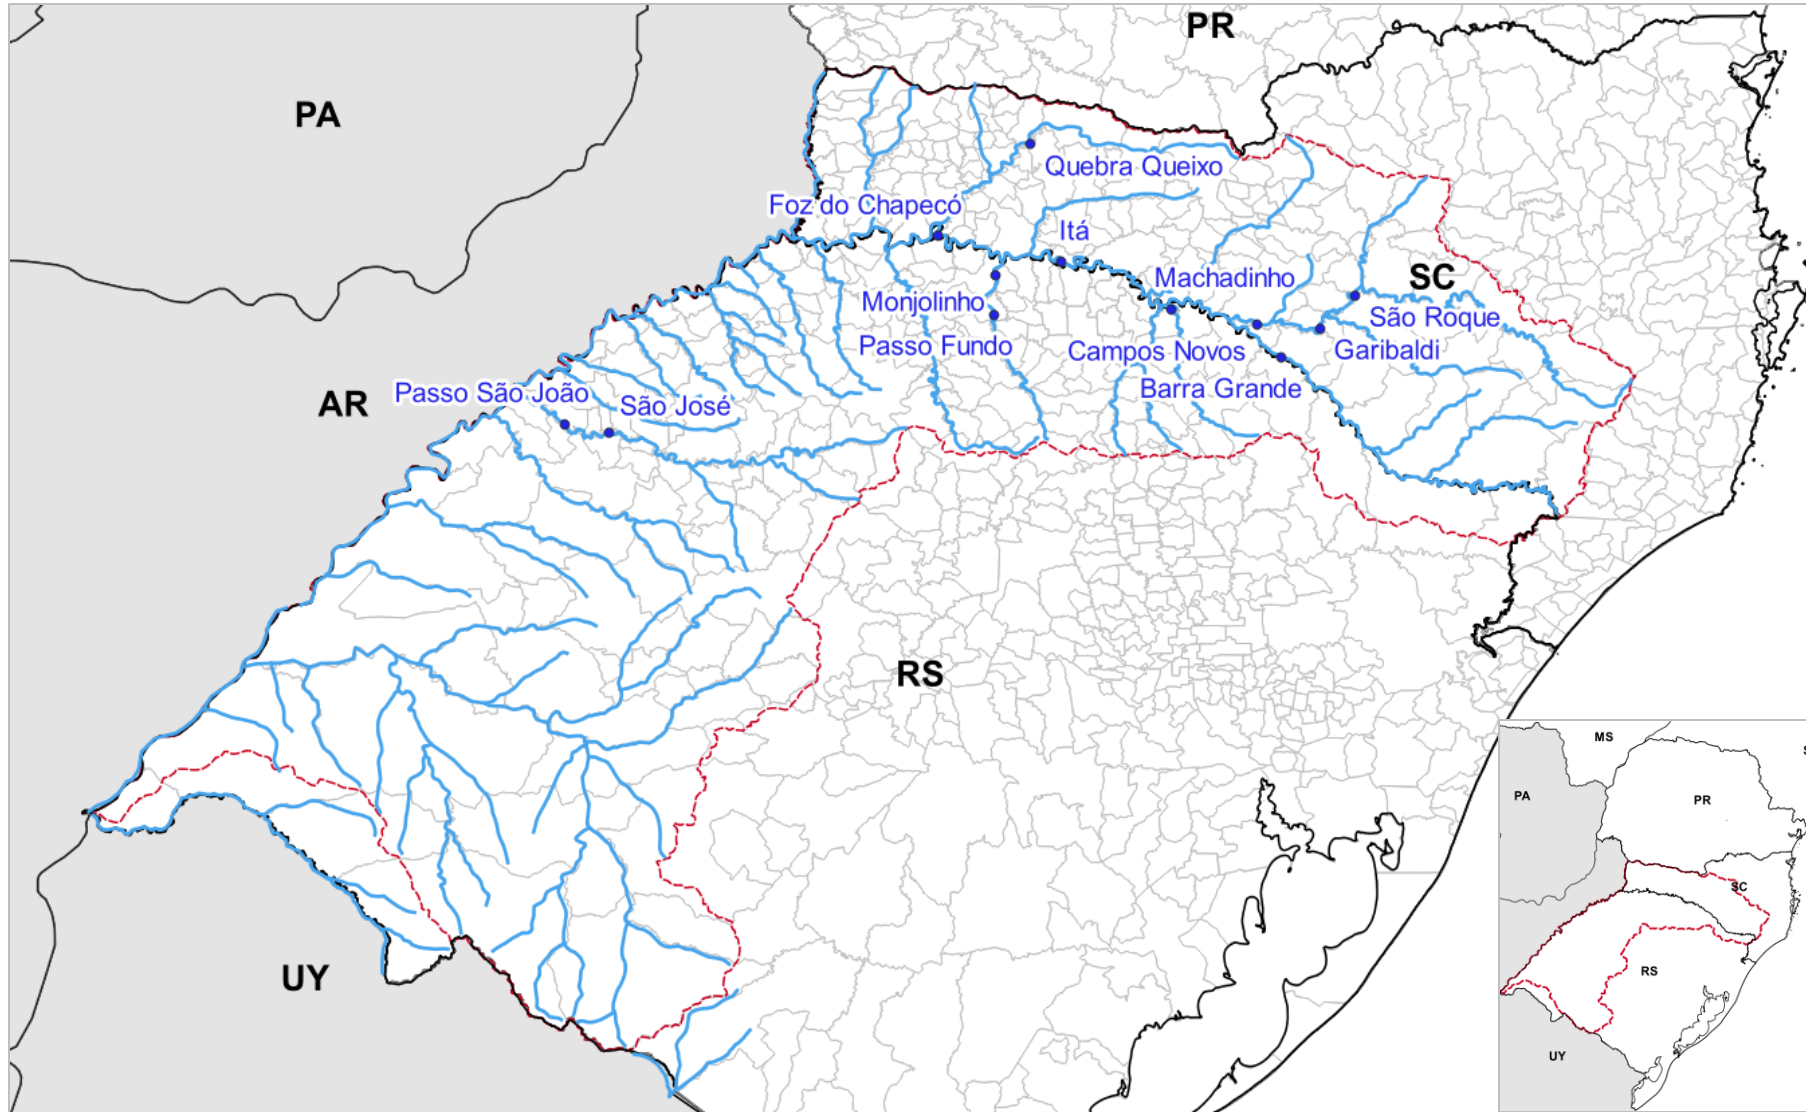 PR
PA
Quebra Queixo
Foz do Chapecó
Itá
Machadinho
SC
Monjolinho
São Roque
Passo Fundo
Campos Novos
Garibaldi
Barra Grande
Passo São João
São José
AR
RS
UY
MS
S
PA
PR
SC
RS
UY